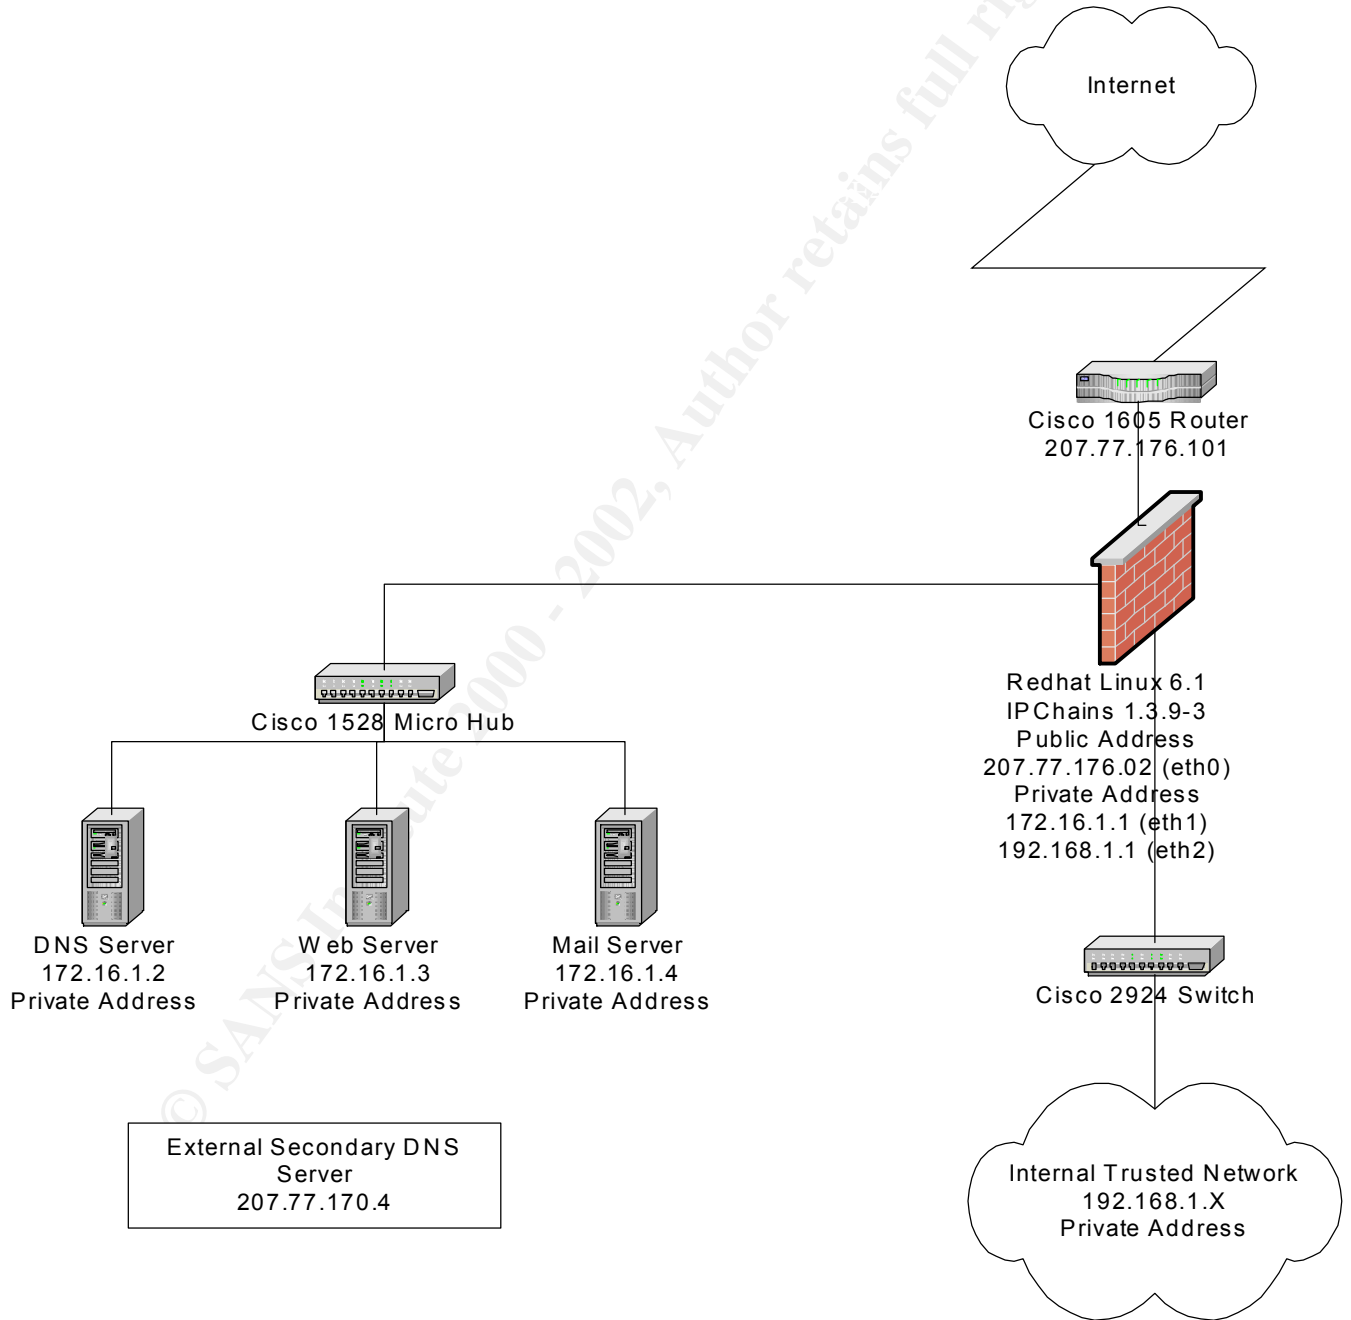 Internet
Cisco 1605 Router
207.77.176.101
Redhat Linux 6.1
IPChains 1.3.9-3
Public Address
207.77.176.02 (eth0)
Private Address
172.16.1.1 (eth1)
192.168.1.1 (eth2)
Cisco 1528 Micro Hub
DNS Server
172.16.1.2
Private Address
Web Server
172.16.1.3
Private Address
Mail Server
172.16.1.4
Private Address
Cisco 2924 Switch
External Secondary DNS
Server
207.77.170.4
Internal Trusted Network
192.168.1.X
Private Address
© SANS Institute 2000 - 2002, Author retains full